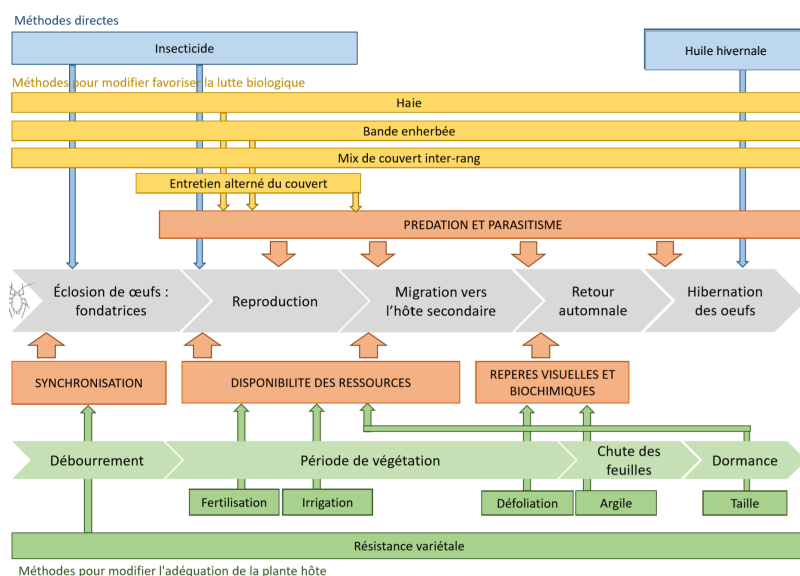 Méthodes directes
Insecticide
Huile hivernale
Méthodes pour modifier favoriser la lutte biologique
Haie
Bande enherbée
Mix de couvert inter-rang
Entretien alterné du couvert
PREDATION ET PARASITISME
Éclosion de œufs :
fondatrices
Reproduction
Migration vers
l'hôte secondaire
Retour
automnale
Hibernation
des oeufs
SYNCHRONISATION
DISPONIBILITE DES RESSOURCES
REPERES VISUELLES ET
BIOCHIMIQUES
Débourrement
Période de végétation
Chute des
feuilles
Dormance
Fertilisation
Irrigation
Défoliation
Argile
Taille
Résistance variétale
Méthodes pour modifier l'adéquation de la plante hôte